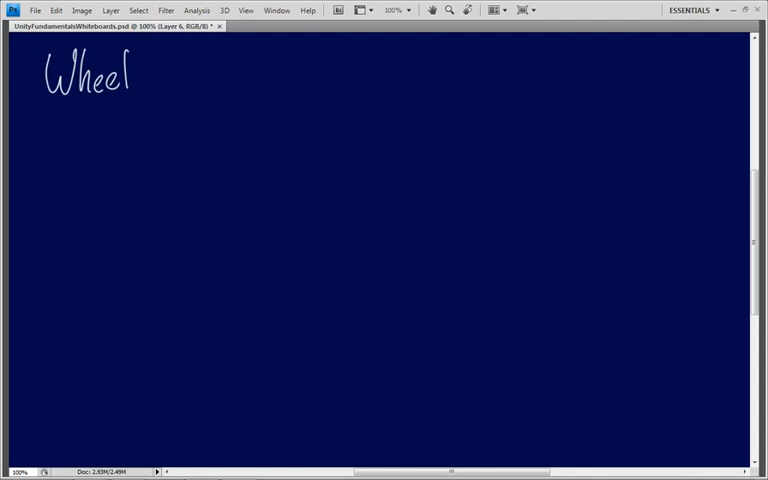 Ps File Edit Image Layer Select Filter Analysis 3D View Window Help 100% ESSENTIALS
UnityFundamentalsWhiteboards.psd @ 100% (Layer 6, RGB/8) *
Wheel
100% Doc: 2.93M/2.49M